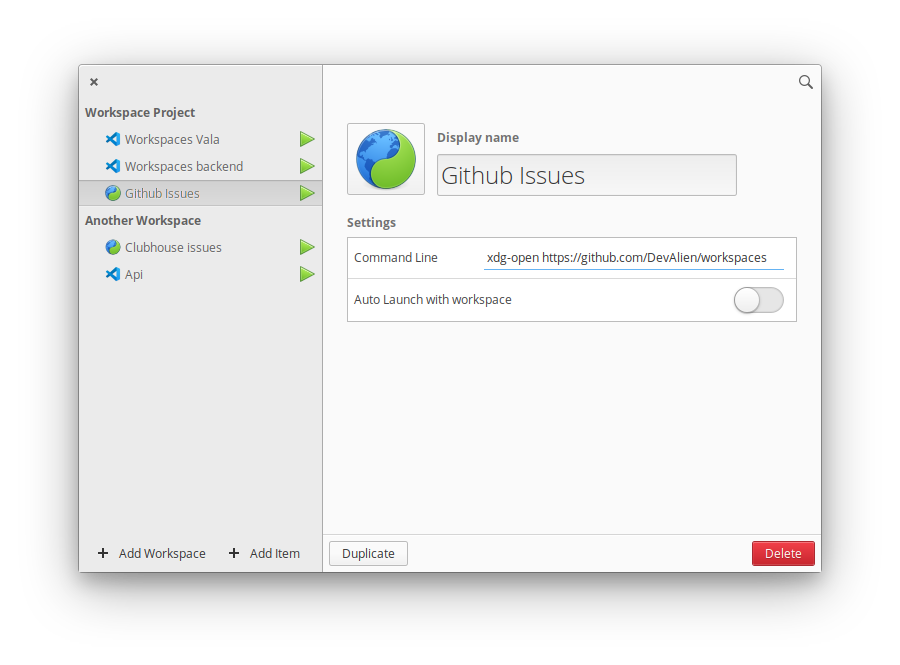 Workspace Project
Workspaces Vala
Workspaces backend
Github Issues
Another Workspace
Clubhouse issues
Api
Add Workspace
Add Item
Display name
Github Issues
Settings
Command Line
xdg-open https://github.com/DevAlien/workspaces
Auto Launch with workspace
Duplicate
Delete